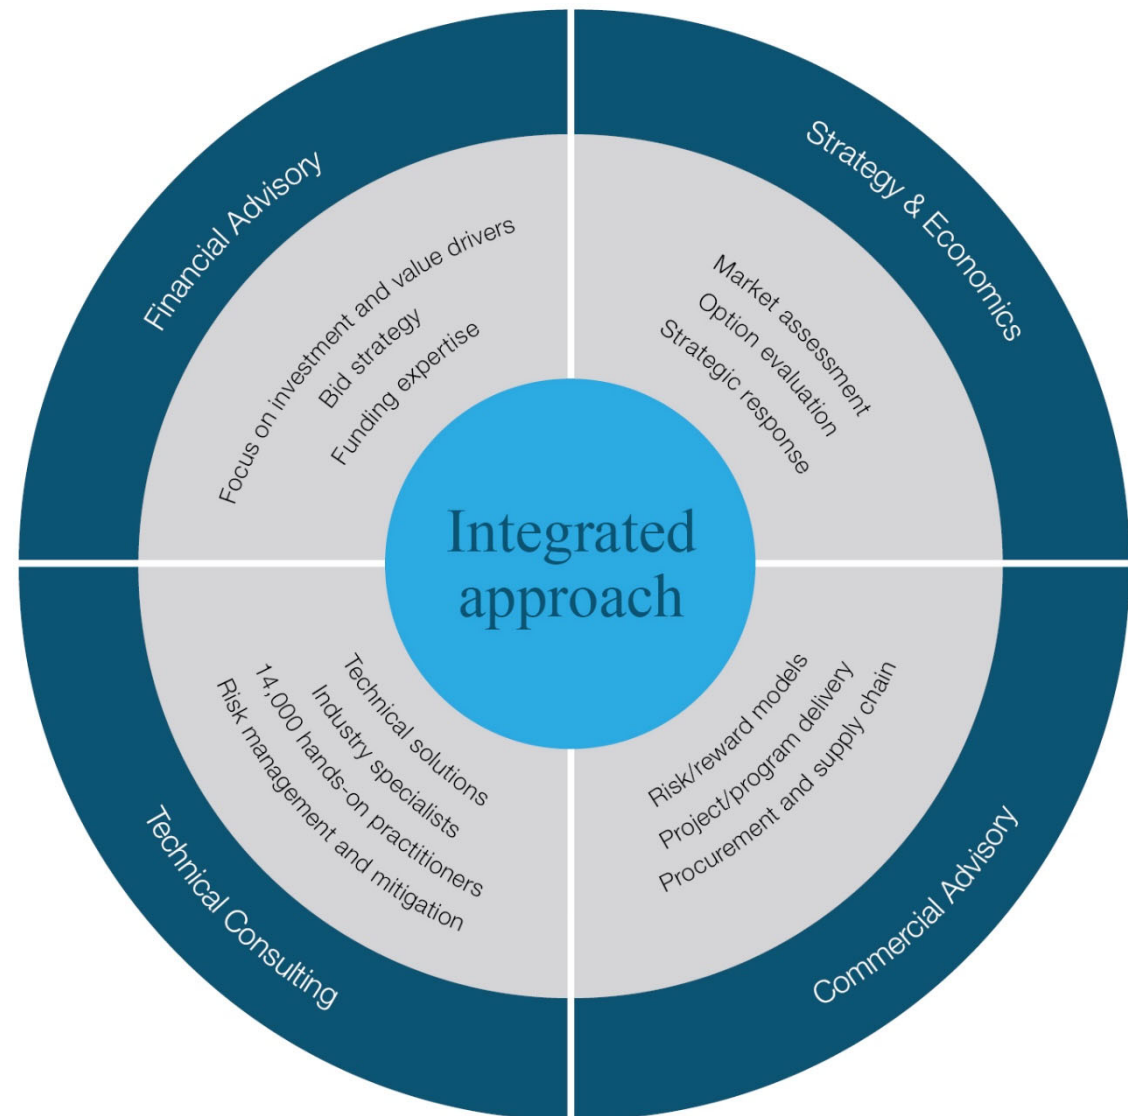 Financial Advisory
Focus on investment and value drivers
Bid strategy
Funding expertise
Strategy & Economics
Market assessment
Option evaluation
Strategic response
Integrated
approach
Technical solutions
Industry specialists
14,000 hands-on practitioners
Risk management and mitigation
Technical Consulting
Risk/reward models
Project/program delivery
Procurement and supply chain
Commercial Advisory